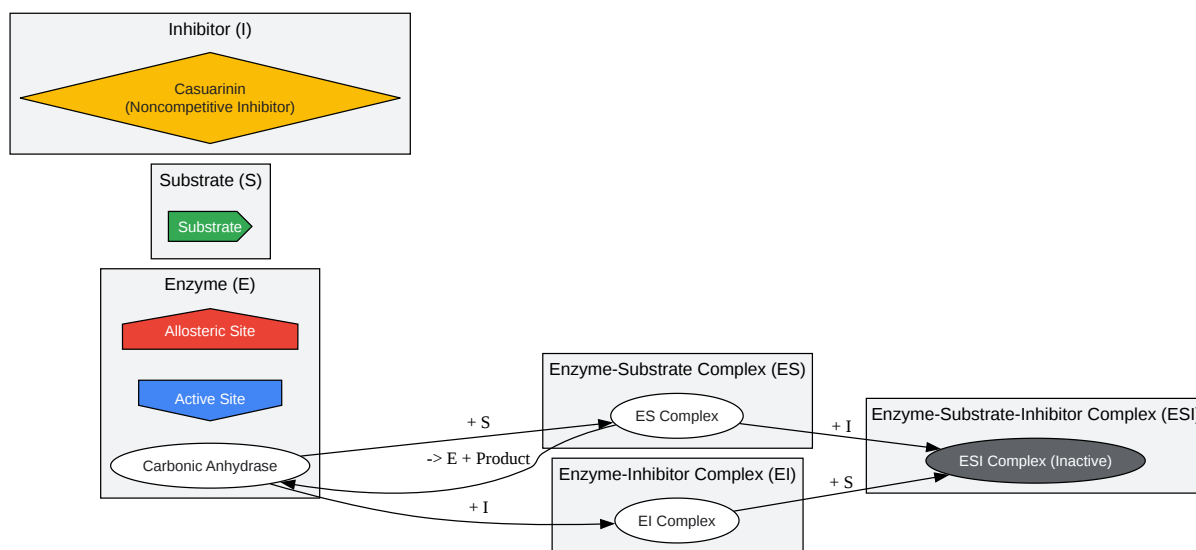 Inhibitor (I)
Casuarinin
(Noncompetitive Inhibitor)
Substrate (S)
Substrate
Enzyme (E)
Allosteric Site
Active Site
Carbonic Anhydrase
+ S
-> E + Product
+ I
Enzyme-Substrate Complex (ES)
ES Complex
Enzyme-Inhibitor Complex (EI)
EI Complex
+ I
+ S
Enzyme-Substrate-Inhibitor Complex (ESI)
ESI Complex (Inactive)